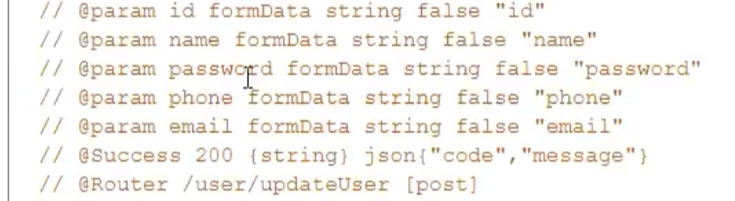 // @param id formData string false "id"
// @param name formData string false "name"
// @param password formData string false "password"
// @param phone formData string false "phone"
// @param email formData string false "email"
// @Success 200 {string} json{"code","message"}
// @Router /user/updateUser [post]